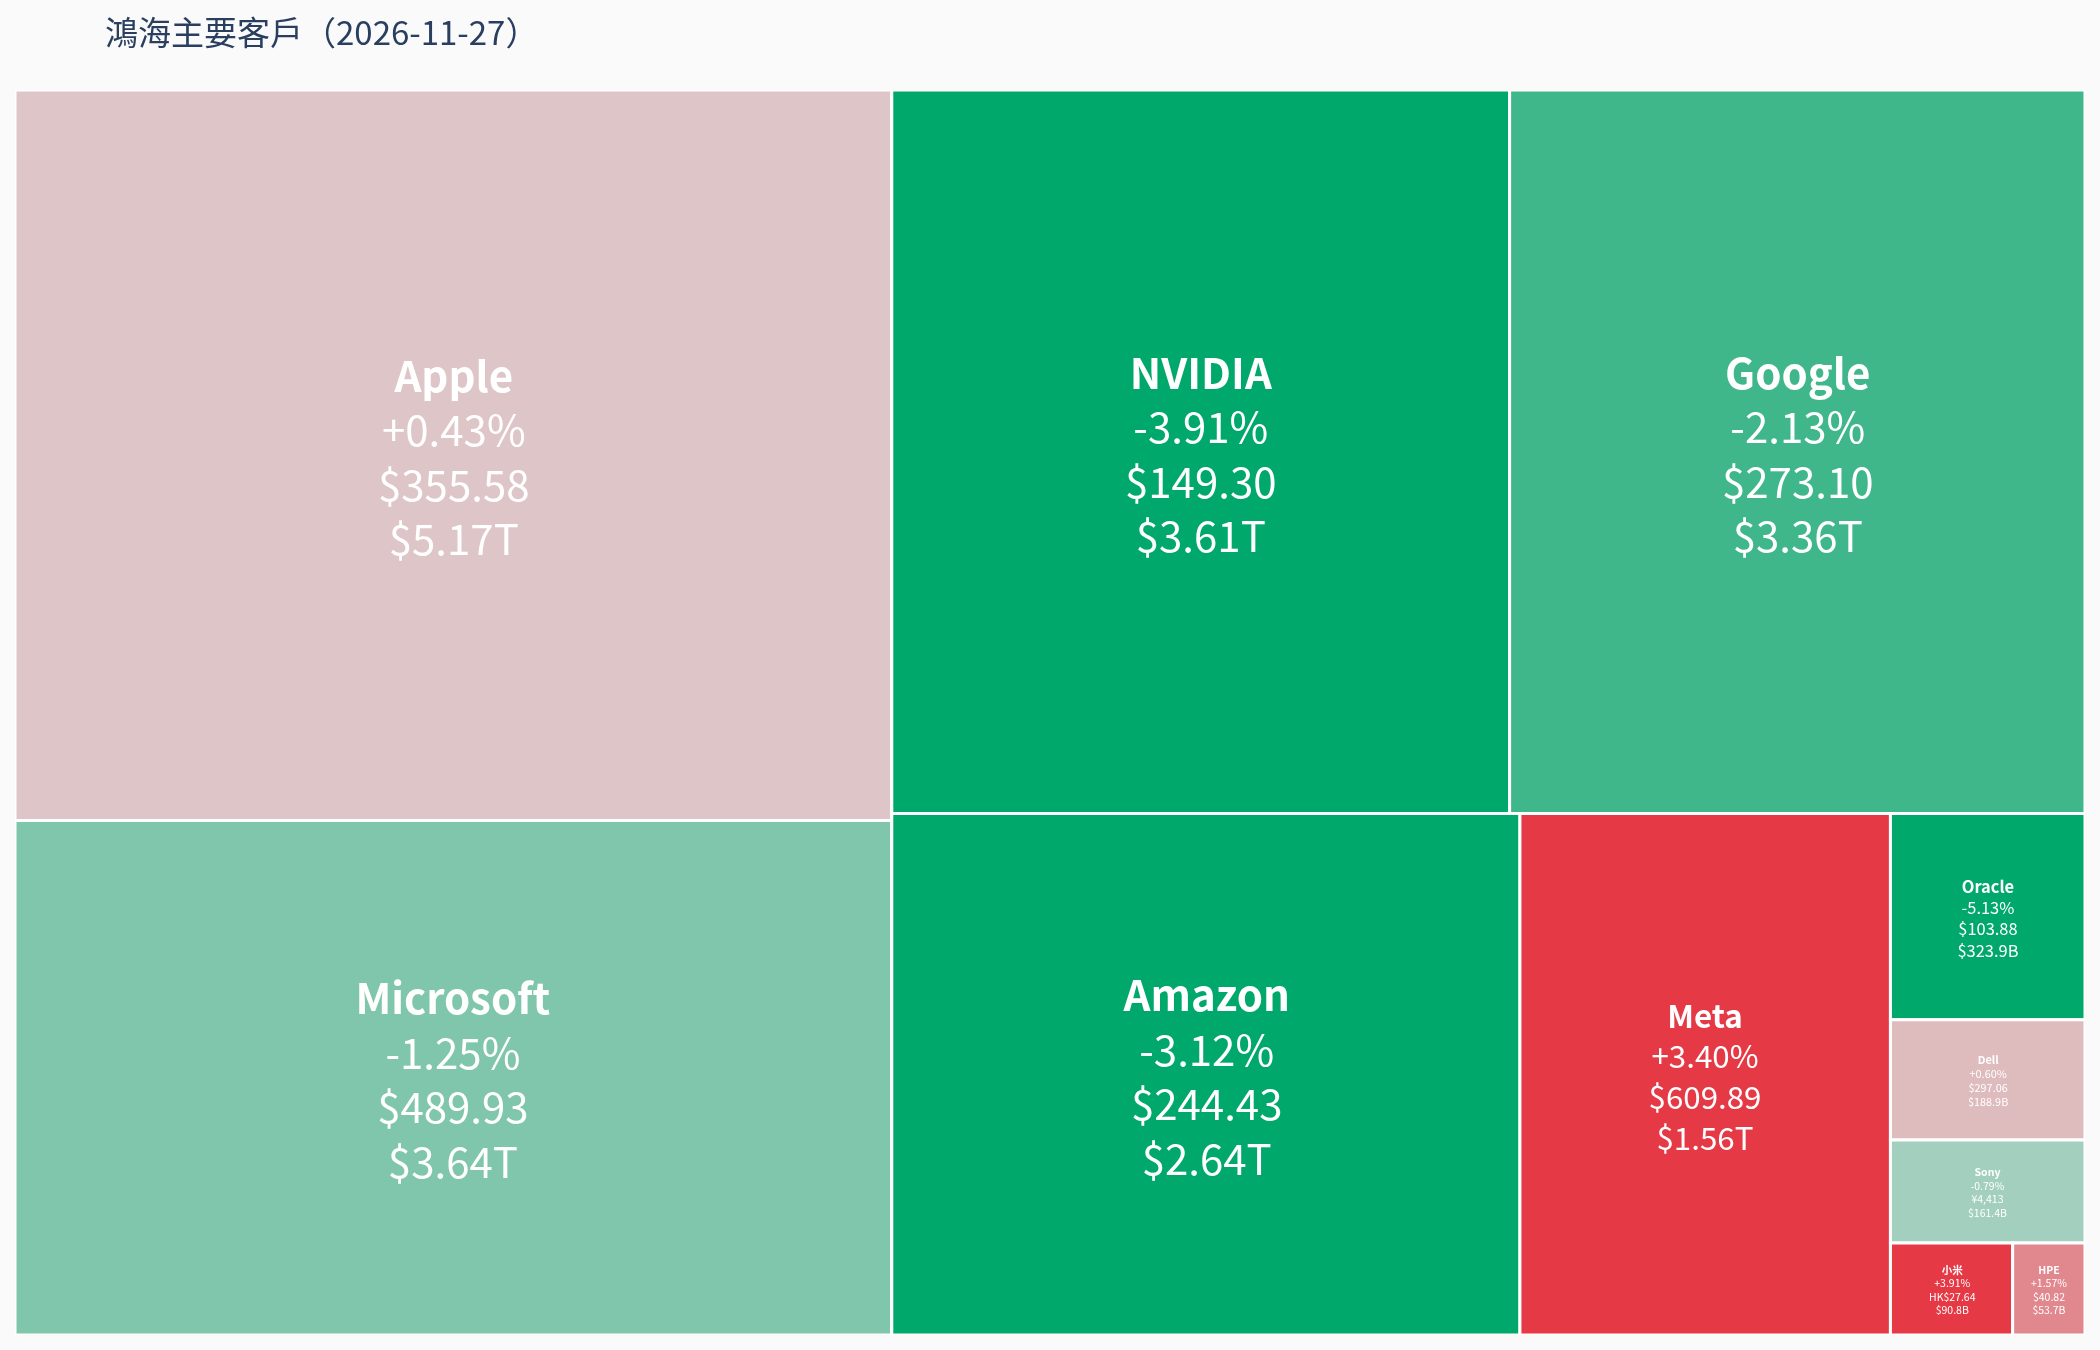 鴻海主要客戶（2026-11-27）
Apple
+0.43%
$355.58
$5.17T
NVIDIA
-3.91%
$149.30
$3.61T
Google
-2.13%
$273.10
$3.36T
Microsoft
-1.25%
$489.93
$3.64T
Amazon
-3.12%
$244.43
$2.64T
Meta
+3.40%
$609.89
$1.56T
Oracle
-5.13%
$103.88
$323.9B
Dell
+0.60%
$297.06
$188.9B
Sony
-0.79%
¥4,413
$161.4B
小米
+3.91%
HK$27.64
$90.8B
HPE
+1.57%
$40.82
$53.7B